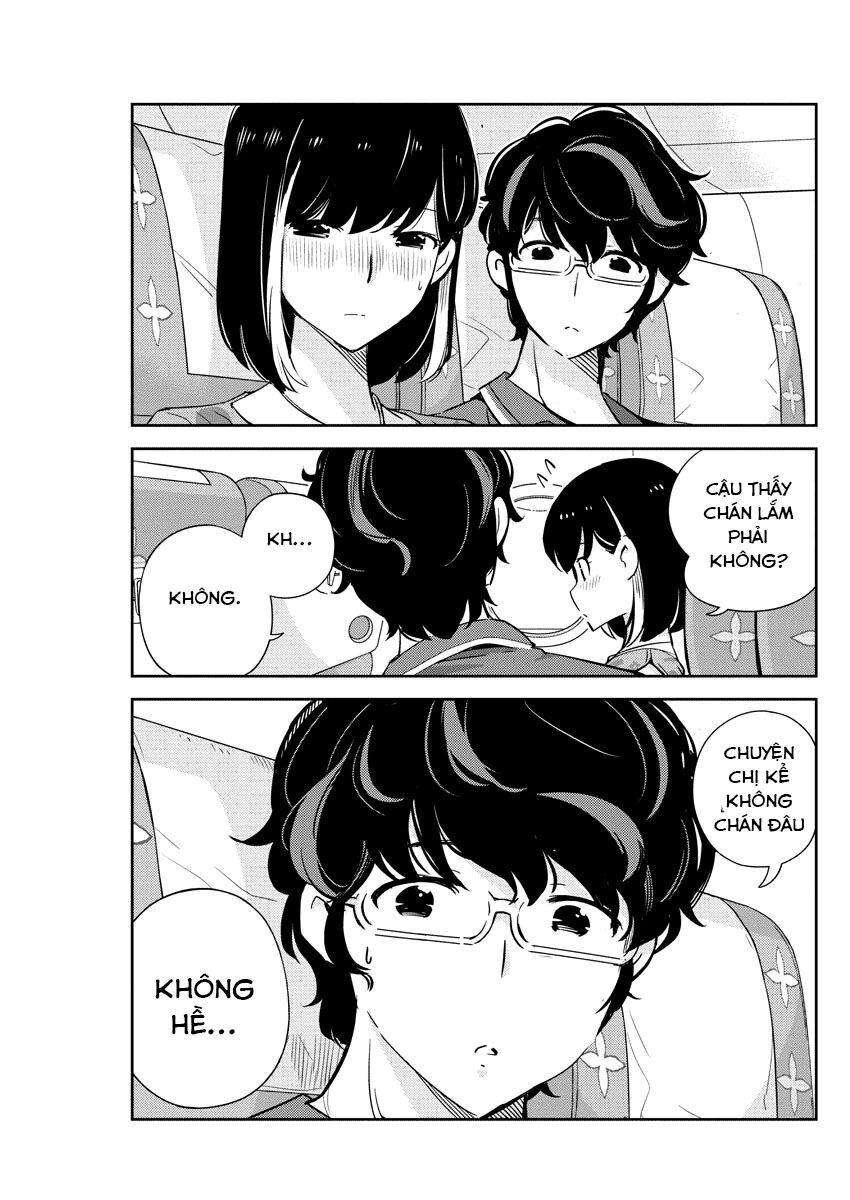 CẬU THẤY
CHÁN LẮM
PHẢI
KHÔNG?
KH...
KHÔNG.
CHUYỆN
CHỊ KỂ
KHÔNG
CHÁN ĐÂU
KHÔNG
HỀ...